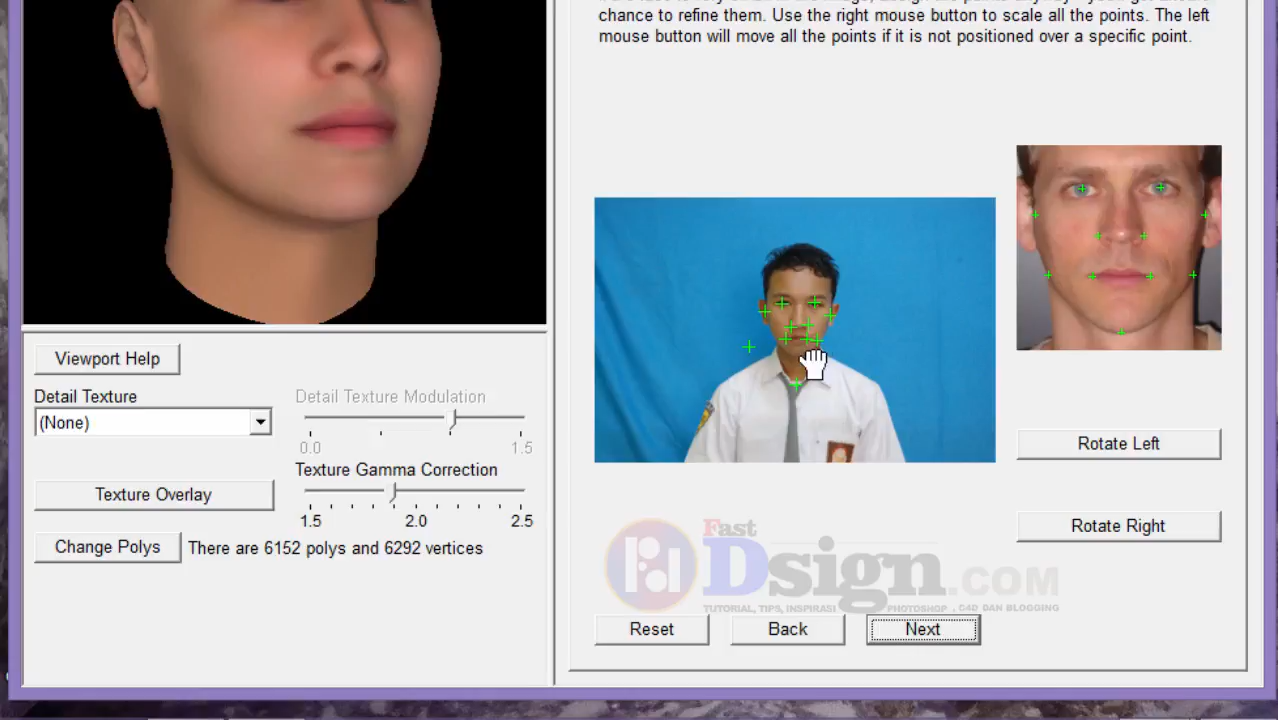 chance to refine them. Use the right mouse button to scale all the points. The left
mouse button will move all the points if it is not positioned over a specific point.
Viewport Help
Detail Texture
(None)
Detail Texture Modulation
0.0 1.5
Texture Gamma Correction
1.5 2.0 2.5
Texture Overlay
Change Polys
There are 6152 polys and 6292 vertices
Rotate Left
Rotate Right
Fast
Dsign.COM
TUTORIAL, TIPS, INSPIRASI PHOTOSHOP, C4D DAN BLOGGING
Reset
Back
Next